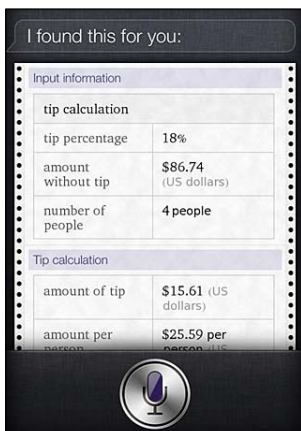 I found this for you:
Input information
tip calculation
tip percentage 18%
amount $86.74
without tip (US dollars)
number of 4 people
people
Tip calculation
amount of tip $15.61 (US
dollars)
amount per $25.59 per
person person (US